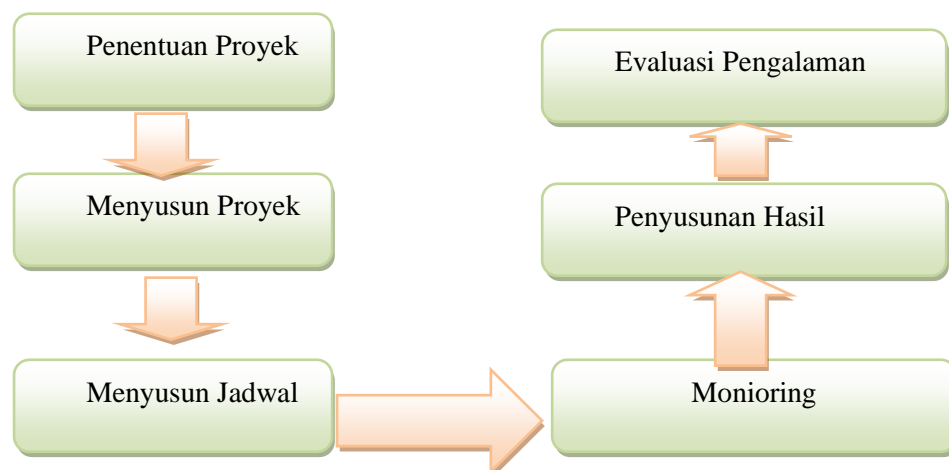 Penentuan Proyek
Menyusun Proyek
Menyusun Jadwal
Monioring
Penyusunan Hasil
Evaluasi Pengalaman